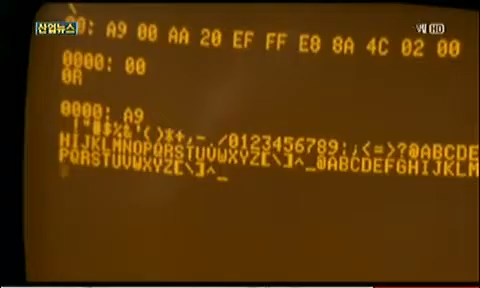 산업뉴스
0: A9 00 AA 20 EF FF E8 8A 4C 02 00
HD
0000: 00
0R
0000: A9
!"#$%&'()*+,-./0123456789:;<=>?@ABCDE
HIJKLMNOPQRSTUVWXYZ[\]^_@ABCDEFGHIJKLM
PQRSTUVWXYZ[\]^_